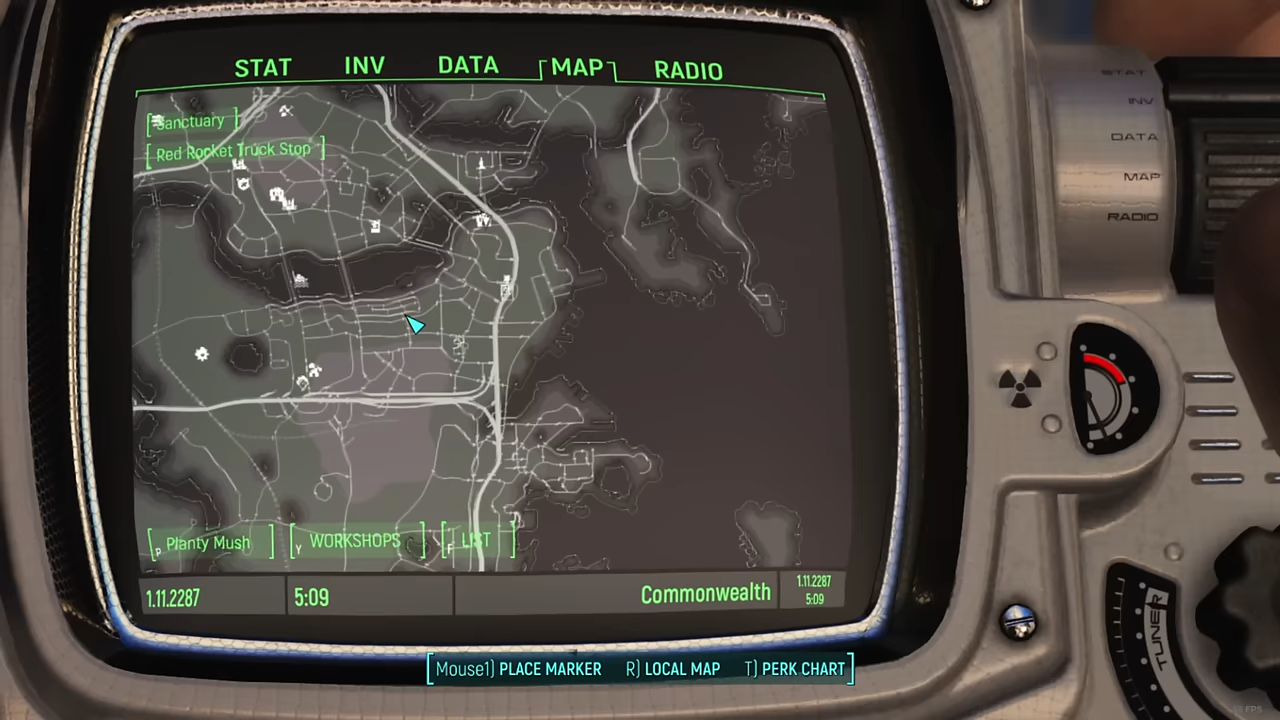 STAT INV DATA MAP RADIO
Sanctuary
Red Rocket Truck Stop
P Planty Mush Y WORKSHOPS F LIST
1.11.2287 5:09 Commonwealth 1.11.2287
5:09
Mouse1) PLACE MARKER R) LOCAL MAP T) PERK CHART
STAT
INV
DATA
MAP
RADIO
TUNER